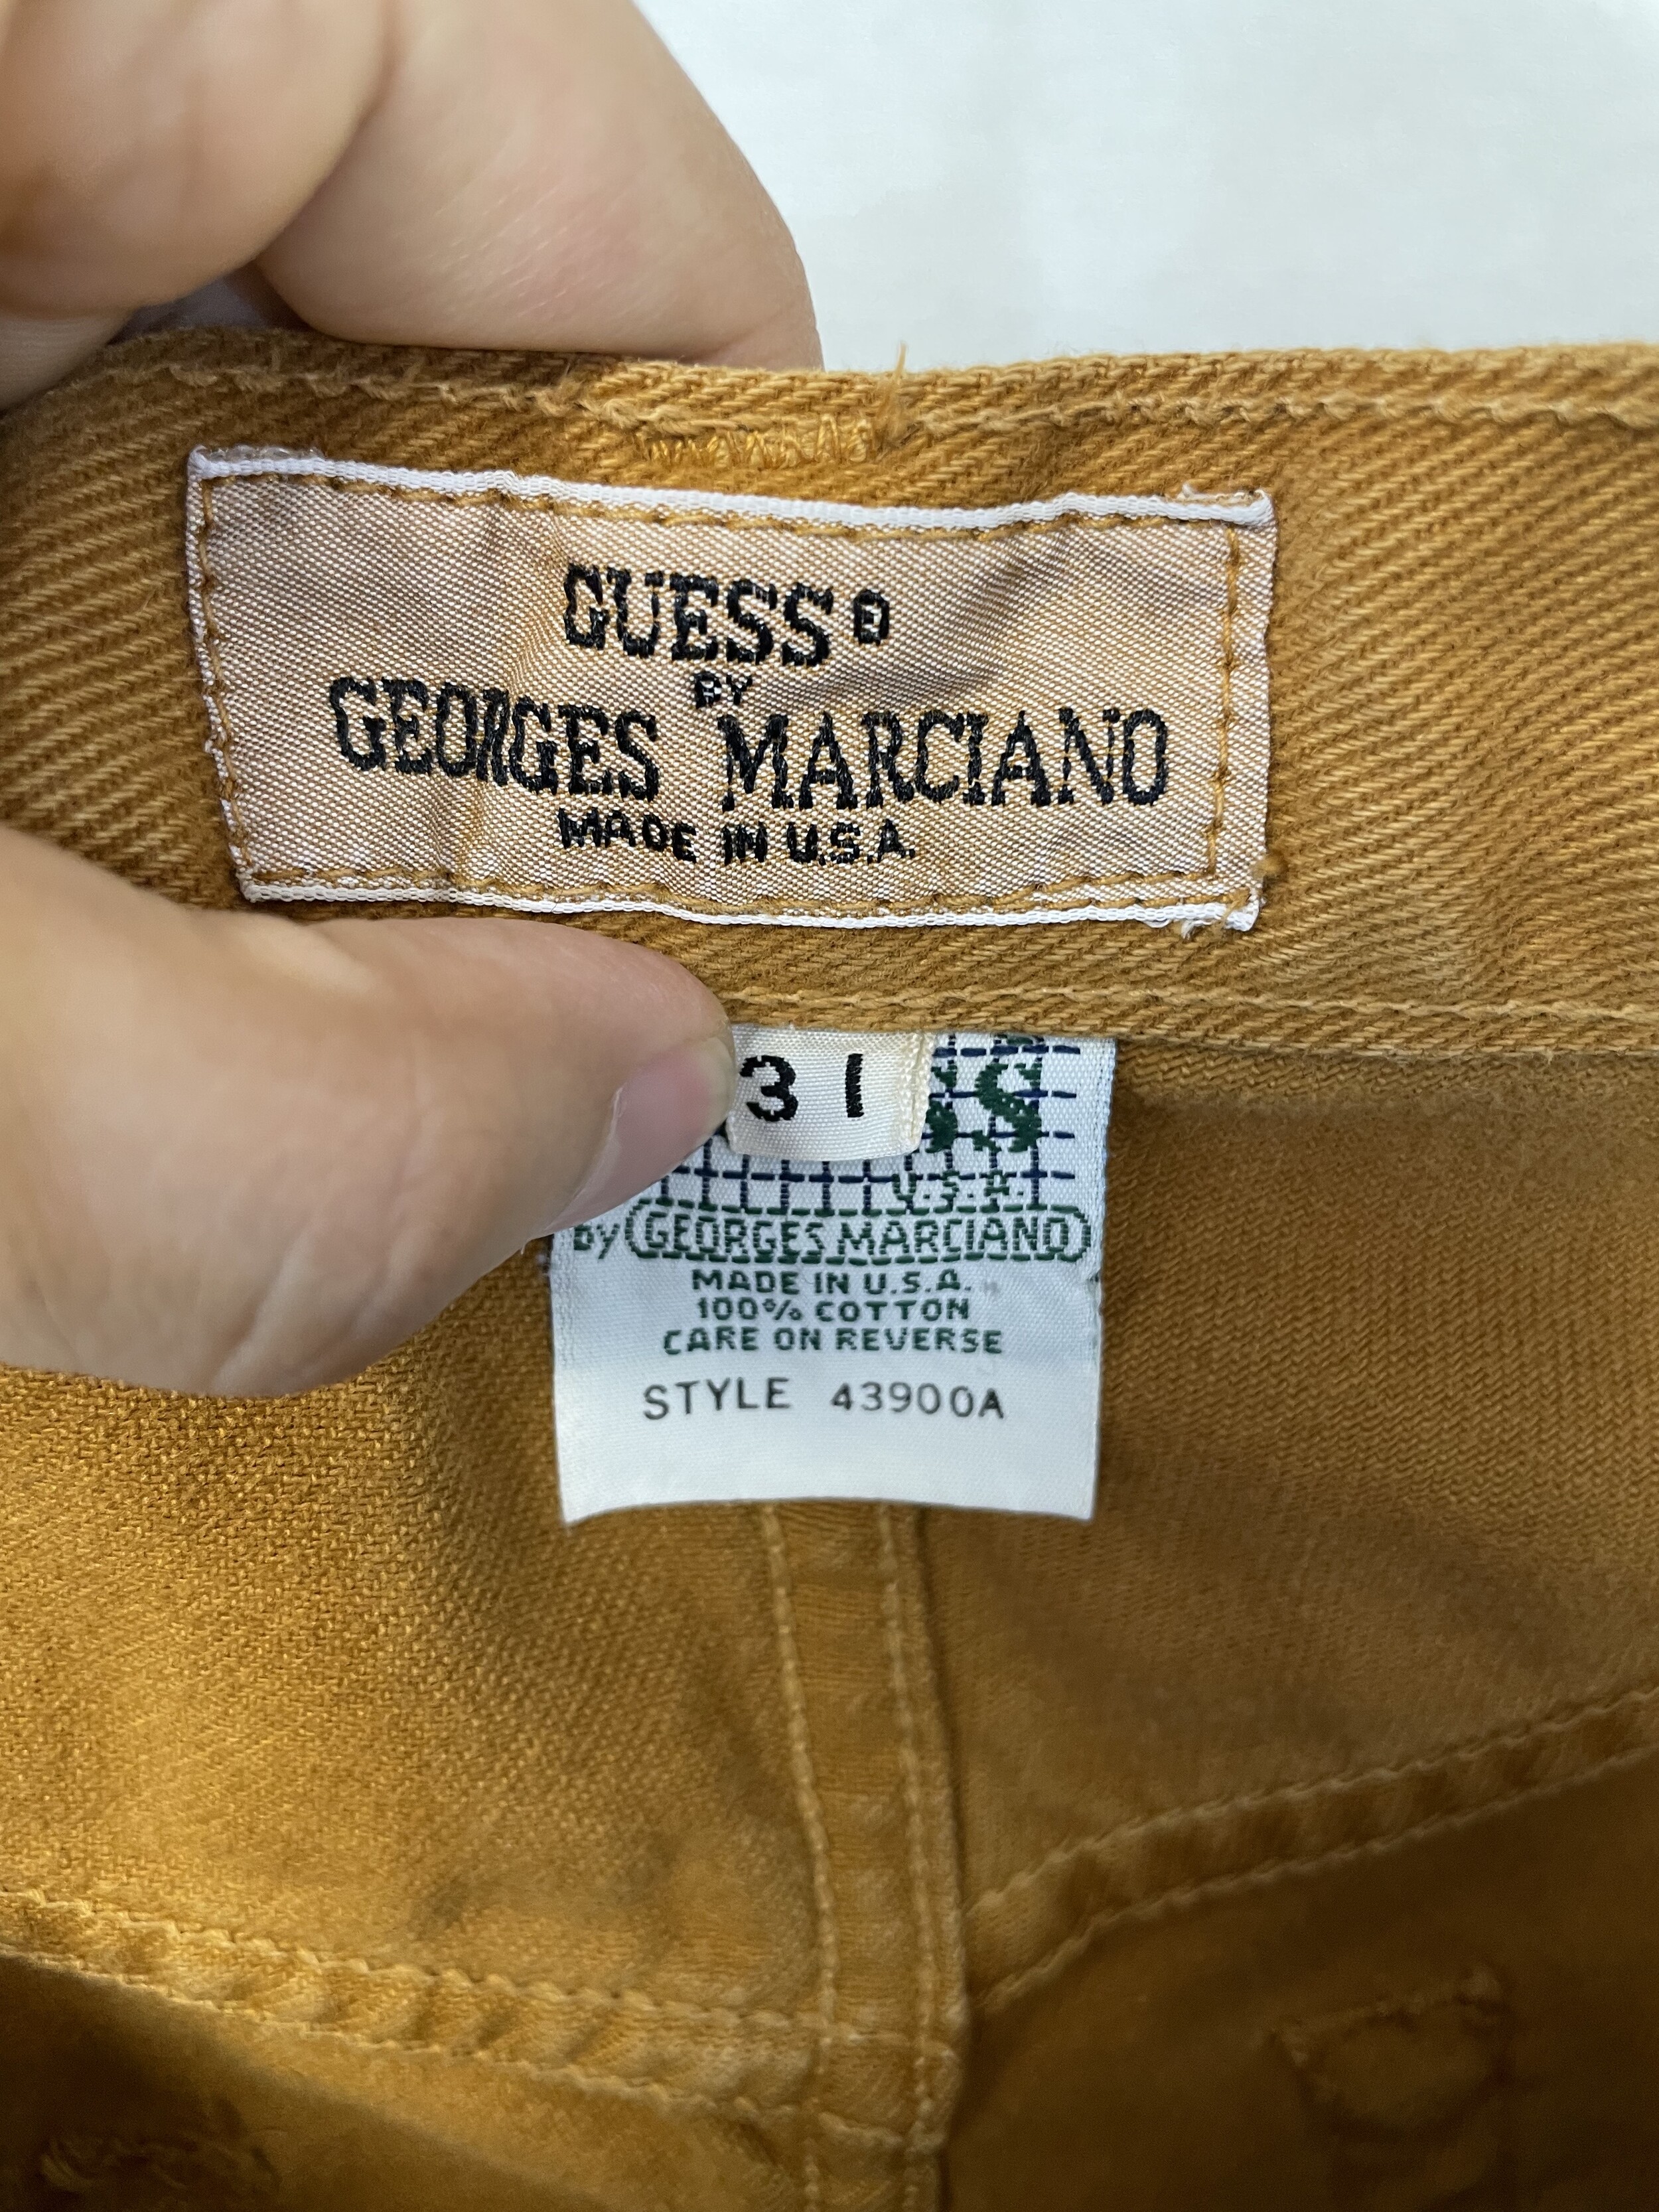 GUESS®
BY
GEORGES MARCIANO
MADE IN U.S.A.
31
SS
U.S.A.
By GEORGES MARCIANO
MADE IN U.S.A.
100% COTTON
CARE ON REVERSE
STYLE 43900A